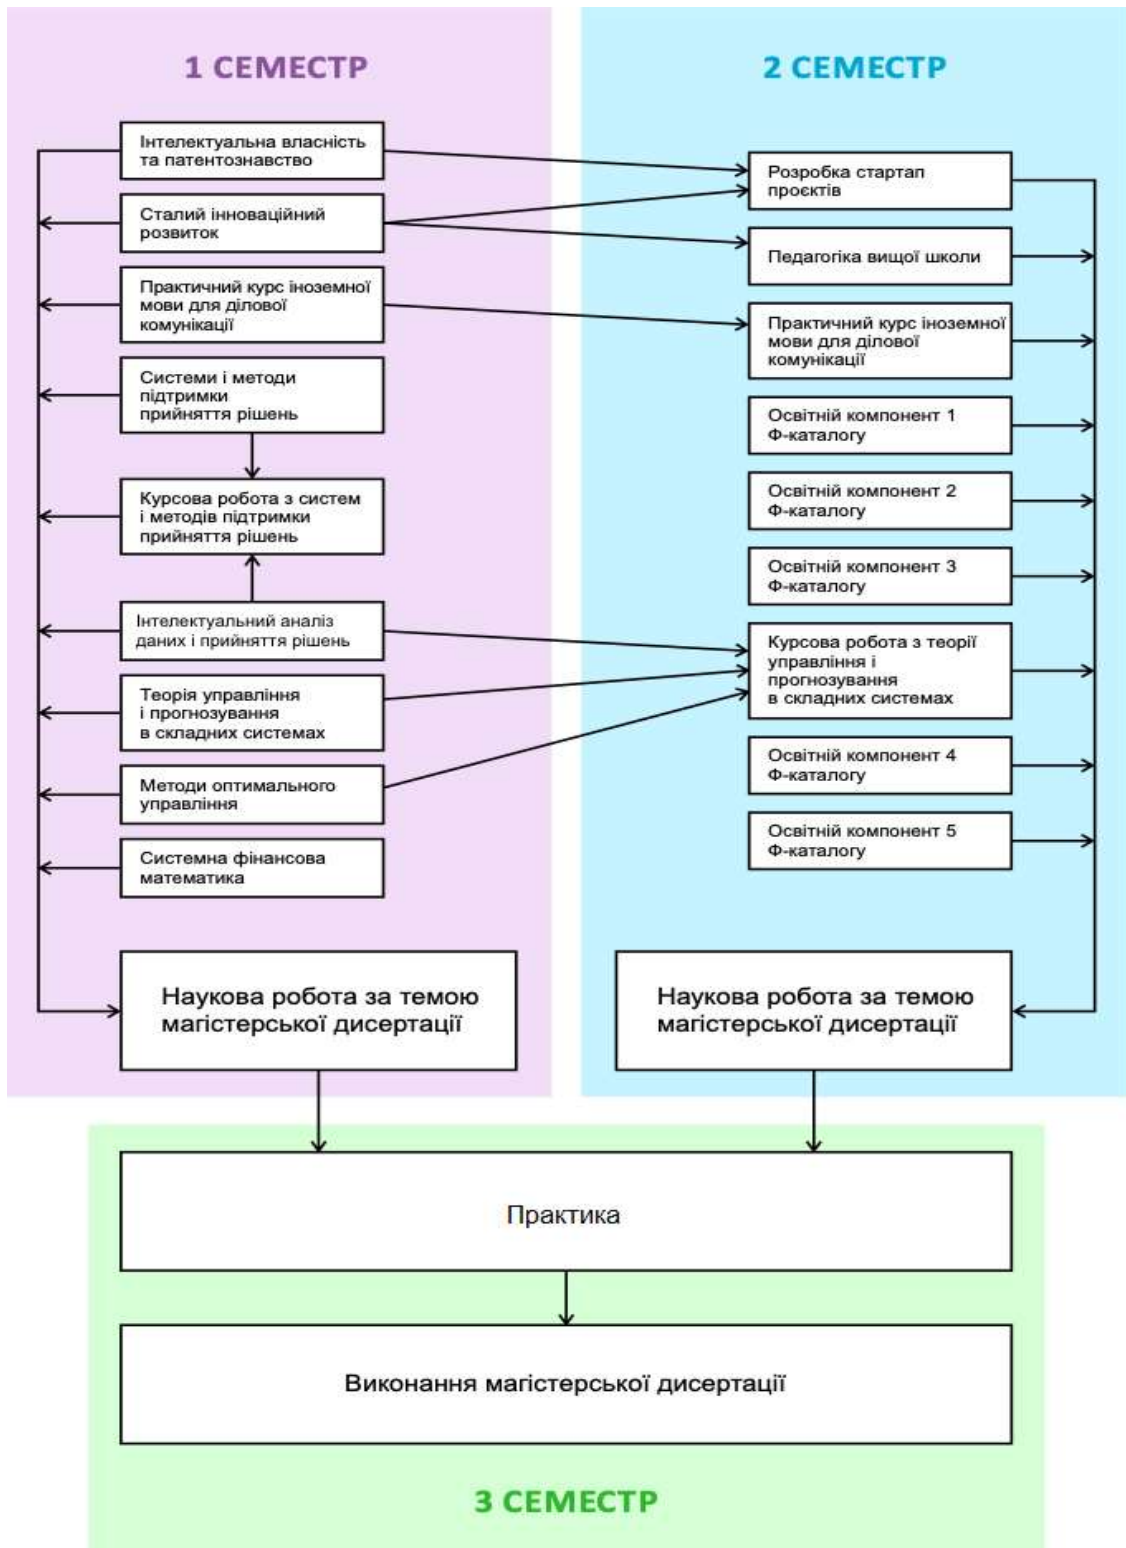 1 СЕМЕСТР
Інтелектуальна власність
та патентознавство
Сталий інноваційний
розвиток
Практичний курс іноземної
мови для ділової
комунікації
Системи і методи
підтримки
прийняття рішень
Курсова робота з систем
і методів підтримки
прийняття рішень
Інтелектуальний аналіз
даних і прийняття рішень
Теорія управління
і прогнозування
в складних системах
Методи оптимального
управління
Системна фінансова
математика
Наукова робота за темою
магістерської дисертації
2 СЕМЕСТР
Розробка стартап
проєктів
Педагогіка вищої школи
Практичний курс іноземної
мови для ділової
комунікації
Освітній компонент 1
Ф-каталогу
Освітній компонент 2
Ф-каталогу
Освітній компонент 3
Ф-каталогу
Курсова робота з теорії
управління і
прогнозування
в складних системах
Освітній компонент 4
Ф-каталогу
Освітній компонент 5
Ф-каталогу
Наукова робота за темою
магістерської дисертації
Практика
Виконання магістерської дисертації
3 СЕМЕСТР